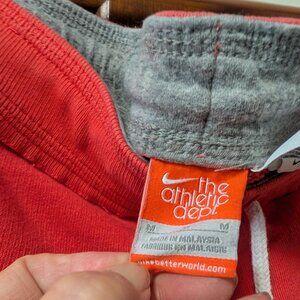 the
athletic
dept.
M M
MADE IN MALAYSIA
FABRIQUE EN MALAISIE
nikebetterworld.com